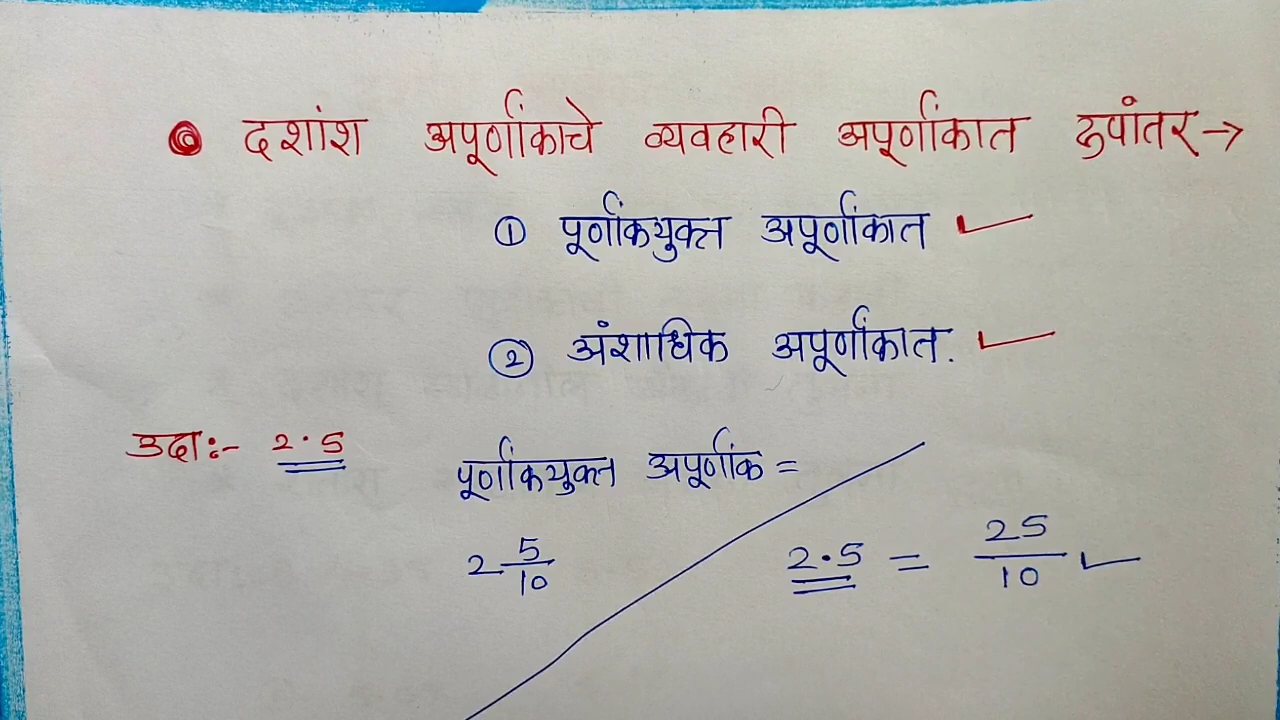 दशांश अपूर्णांकाचे व्यवहारी अपूर्णांकात रुपांतर →
① पूर्णांकयुक्त अपूर्णांकात ✓
② अंशाधिक अपूर्णांकात. ✓
उदा:- 2.5
पूर्णांकयुक्त अपूर्णांक =
2 5/10
2.5 = 25/10 ✓